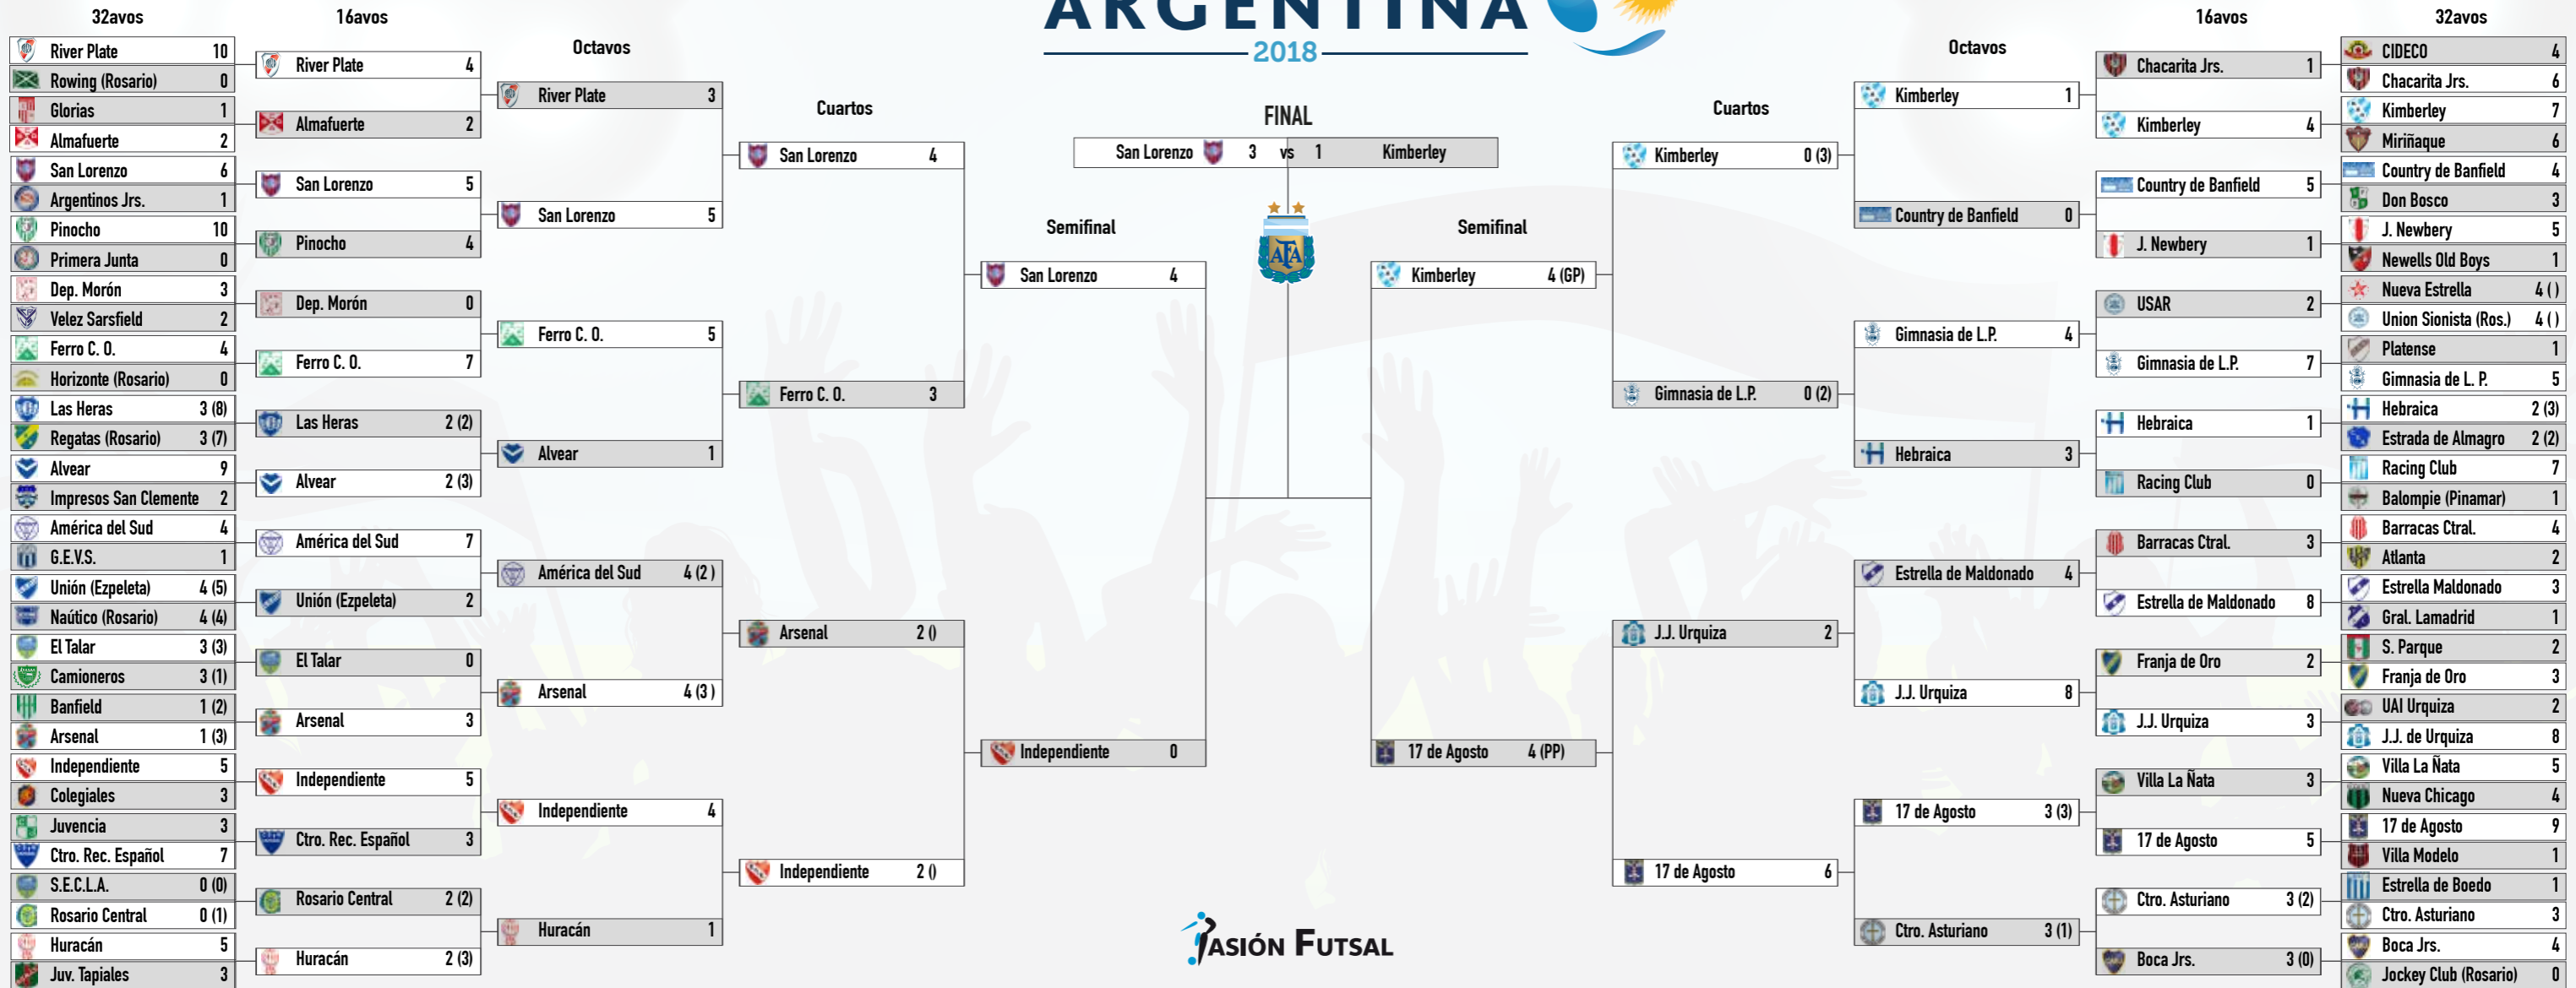 ARGENTINA
2018
32avos
River Plate 10
Rowing (Rosario) 0
Glorias 1
Almafuerte 2
San Lorenzo 6
Argentinos Jrs. 1
Pinocho 10
Primera Junta 0
Dep. Morón 3
Velez Sarsfield 2
Ferro C. O. 4
Horizonte (Rosario) 0
Las Heras 3 (8)
Regatas (Rosario) 3 (7)
Alvear 9
Impresos San Clemente 2
América del Sud 4
G.E.V.S. 1
Unión (Ezpeleta) 4 (5)
Naútico (Rosario) 4 (4)
El Talar 3 (3)
Camioneros 3 (1)
Banfield 1 (2)
Arsenal 1 (3)
Independiente 5
Colegiales 3
Juvencia 3
Ctro. Rec. Español 7
S.E.C.L.A. 0 (0)
Rosario Central 0 (1)
Huracán 5
Juv. Tapiales 3
16avos
River Plate 4
Almafuerte 2
San Lorenzo 5
Pinocho 4
Dep. Morón 0
Ferro C. O. 7
Las Heras 2 (2)
Alvear 2 (3)
América del Sud 7
Unión (Ezpeleta) 2
El Talar 0
Arsenal 3
Independiente 5
Ctro. Rec. Español 3
Rosario Central 2 (2)
Huracán 2 (3)
Octavos
River Plate 3
San Lorenzo 5
Ferro C. O. 5
Alvear 1
América del Sud 4 (2 )
Arsenal 4 (3 )
Independiente 4
Huracán 1
Cuartos
San Lorenzo 4
Ferro C. O. 3
Arsenal 2 ()
Independiente 2 ()
Semifinal
San Lorenzo 4
Independiente 0
FINAL
San Lorenzo 3 vs 1 Kimberley
AFA
PASIÓN FUTSAL
Semifinal
Kimberley 4 (GP)
17 de Agosto 4 (PP)
Cuartos
Kimberley 0 (3)
Gimnasia de L.P. 0 (2)
J.J. Urquiza 2
17 de Agosto 6
Octavos
Kimberley 1
Country de Banfield 0
Gimnasia de L.P. 4
Hebraica 3
Estrella de Maldonado 4
J.J. Urquiza 8
17 de Agosto 3 (3)
Ctro. Asturiano 3 (1)
16avos
Chacarita Jrs. 1
Kimberley 4
Country de Banfield 5
J. Newbery 1
USAR 2
Gimnasia de L.P. 7
Hebraica 1
Racing Club 0
Barracas Ctral. 3
Estrella de Maldonado 8
Franja de Oro 2
J.J. Urquiza 3
Villa La Ñata 3
17 de Agosto 5
Ctro. Asturiano 3 (2)
Boca Jrs. 3 (0)
32avos
CIDECO 4
Chacarita Jrs. 6
Kimberley 7
Miriñaque 6
Country de Banfield 4
Don Bosco 3
J. Newbery 5
Newells Old Boys 1
Nueva Estrella 4 ( )
Union Sionista (Ros.) 4 ( )
Platense 1
Gimnasia de L. P. 5
Hebraica 2 (3)
Estrada de Almagro 2 (2)
Racing Club 7
Balompie (Pinamar) 1
Barracas Ctral. 4
Atlanta 2
Estrella Maldonado 3
Gral. Lamadrid 1
S. Parque 2
Franja de Oro 3
UAI Urquiza 2
J.J. de Urquiza 8
Villa La Ñata 5
Nueva Chicago 4
17 de Agosto 9
Villa Modelo 1
Estrella de Boedo 1
Ctro. Asturiano 3
Boca Jrs. 4
Jockey Club (Rosario) 0